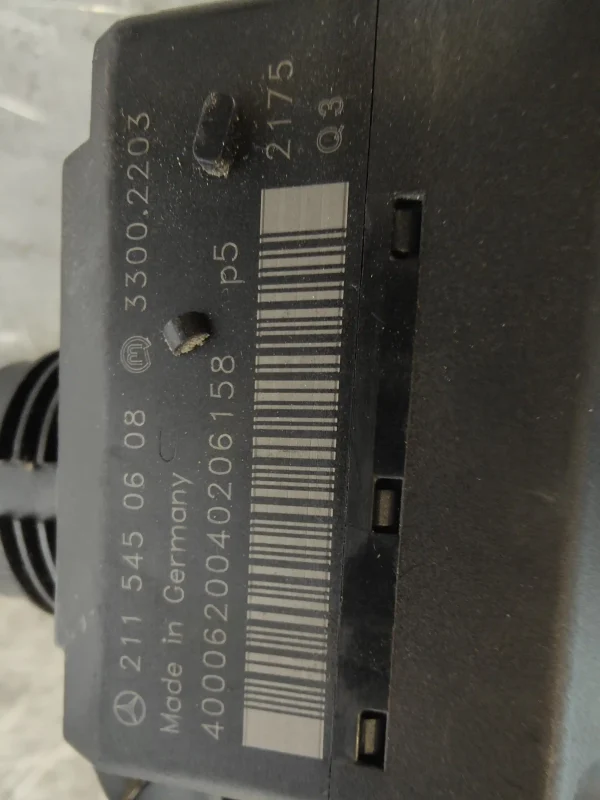 211 545 06 08 3300.2203
Made in Germany
4000620040206158 p5
2175
Q3